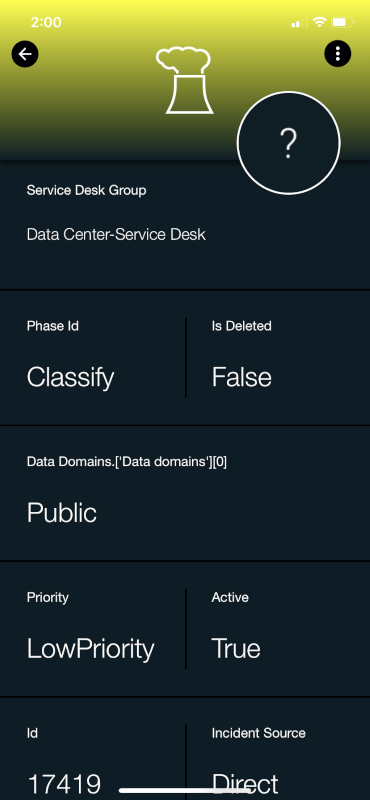 2:00
?
Service Desk Group
Data Center-Service Desk
Phase Id
Is Deleted
Classify
False
Data Domains.['Data domains'][0]
Public
Priority
Active
LowPriority
True
Id
Incident Source
17419
Direct